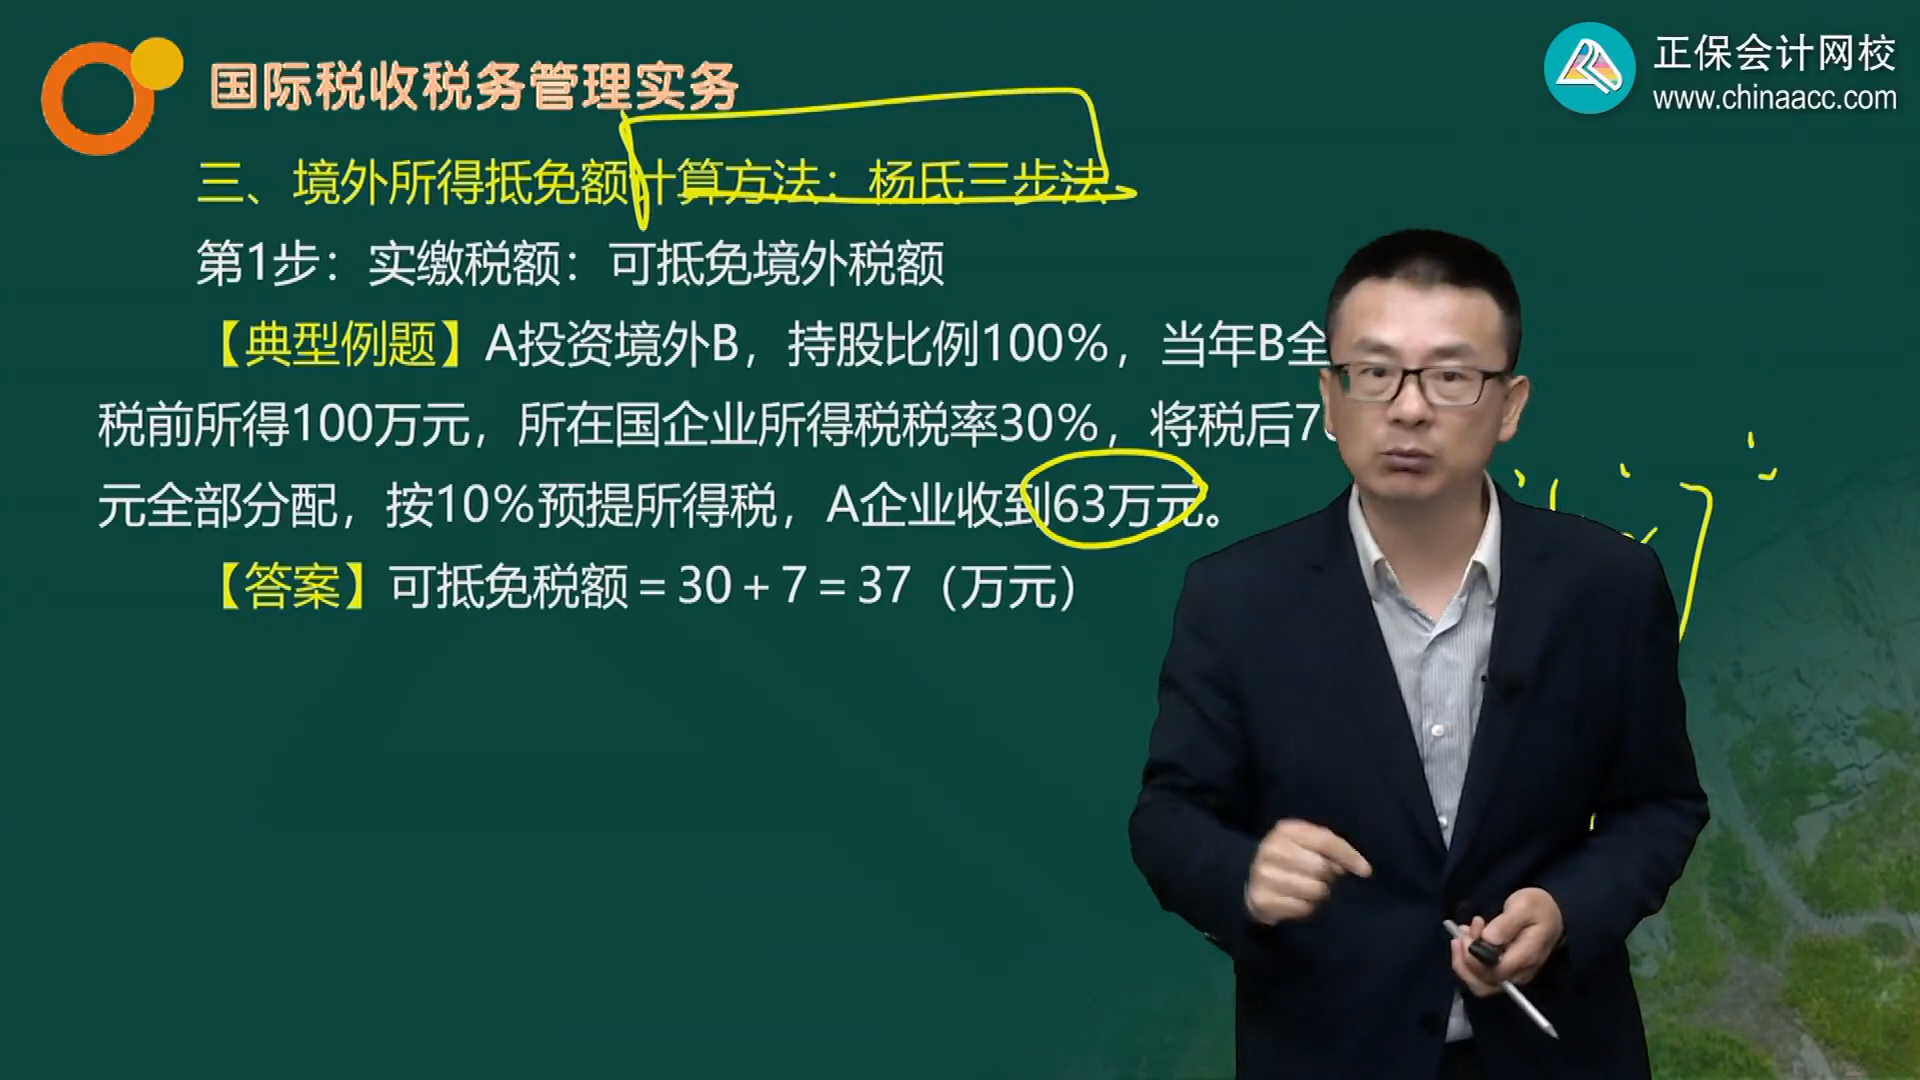 国际税收税务管理实务
正保会计网校
www.chinaacc.com
三、境外所得抵免额计算方法：杨氏三步法
第1步：实缴税额：可抵免境外税额
【典型例题】A投资境外B，持股比例100%，当年B全
税前所得100万元，所在国企业所得税税率30%，将税后7
元全部分配，按10%预提所得税，A企业收到63万元。
【答案】可抵免税额＝30＋7＝37（万元）